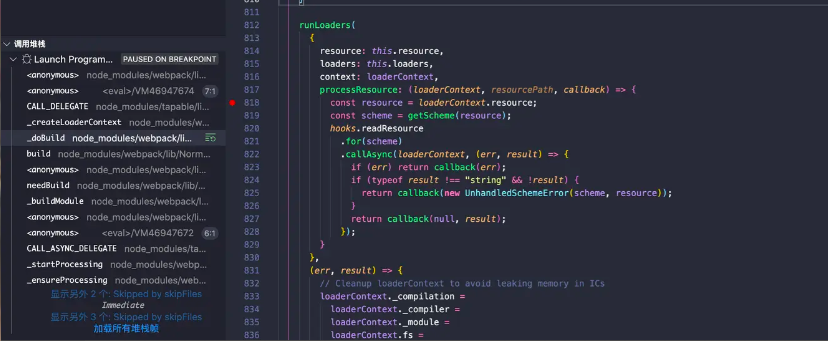 调用堆栈
Launch Program... PAUSED ON BREAKPOINT
<anonymous> node_modules/webpack/li...
<anonymous> <eval>/VM46947674 7:1
CALL_DELEGATE node_modules/tapable/li...
_createLoaderContext node_modules/w...
_doBuild node_modules/webpack/li...
build node_modules/webpack/lib/Norm...
<anonymous> node_modules/webpack/li...
needBuild node_modules/webpack/lib/...
_buildModule node_modules/webpack/...
<anonymous> node_modules/webpack/li...
<anonymous> <eval>/VM46947672 6:1
CALL_ASYNC_DELEGATE node_modules/ta...
_startProcessing node_modules/webp...
_ensureProcessing node_modules/web...
显示另外 2 个: Skipped by skipFiles
Immediate
显示另外 3 个: Skipped by skipFiles
加载所有堆栈帧
810 }
811
812 runLoaders(
813 {
814 resource: this.resource,
815 loaders: this.loaders,
816 context: loaderContext,
817 processResource: (loaderContext, resourcePath, callback) => {
818 const resource = loaderContext.resource;
819 const scheme = getScheme(resource);
820 hooks.readResource
821 .for(scheme)
822 .callAsync(loaderContext, (err, result) => {
823 if (err) return callback(err);
824 if (typeof result !== "string" && !result) {
825 return callback(new UnhandledSchemeError(scheme, resource));
826 }
827 return callback(null, result);
828 });
829 }
830 },
831 (err, result) => {
832 // Cleanup loaderContext to avoid leaking memory in ICs
833 loaderContext._compilation =
834 loaderContext._compiler =
835 loaderContext._module =
836 loaderContext.fs =